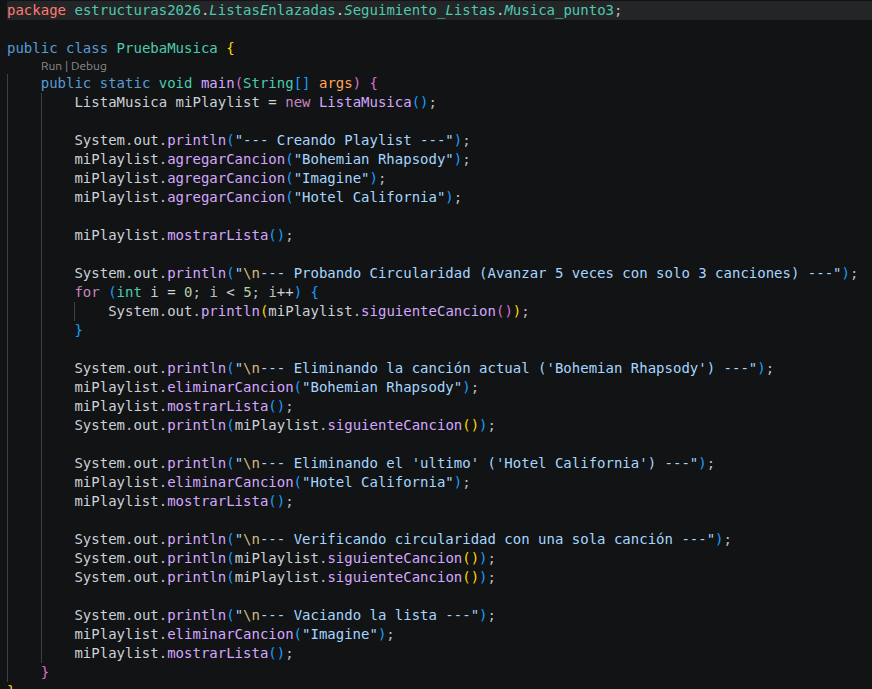 package estructuras2026.ListasEnlazadas.Seguimiento_Listas.Musica_punto3;
public class PruebaMusica {
Run | Debug
public static void main(String[] args) {
ListaMusica miPlaylist = new ListaMusica();
System.out.println("--- Creando Playlist ---");
miPlaylist.agregarCancion("Bohemian Rhapsody");
miPlaylist.agregarCancion("Imagine");
miPlaylist.agregarCancion("Hotel California");
miPlaylist.mostrarLista();
System.out.println("\n--- Probando Circularidad (Avanzar 5 veces con solo 3 canciones) ---");
for (int i = 0; i < 5; i++) {
System.out.println(miPlaylist.siguienteCancion());
}
System.out.println("\n--- Eliminando la canción actual ('Bohemian Rhapsody') ---");
miPlaylist.eliminarCancion("Bohemian Rhapsody");
miPlaylist.mostrarLista();
System.out.println(miPlaylist.siguienteCancion());
System.out.println("\n--- Eliminando el 'ultimo' ('Hotel California') ---");
miPlaylist.eliminarCancion("Hotel California");
miPlaylist.mostrarLista();
System.out.println("\n--- Verificando circularidad con una sola canción ---");
System.out.println(miPlaylist.siguienteCancion());
System.out.println(miPlaylist.siguienteCancion());
System.out.println("\n--- Vaciando la lista ---");
miPlaylist.eliminarCancion("Imagine");
miPlaylist.mostrarLista();
}
}